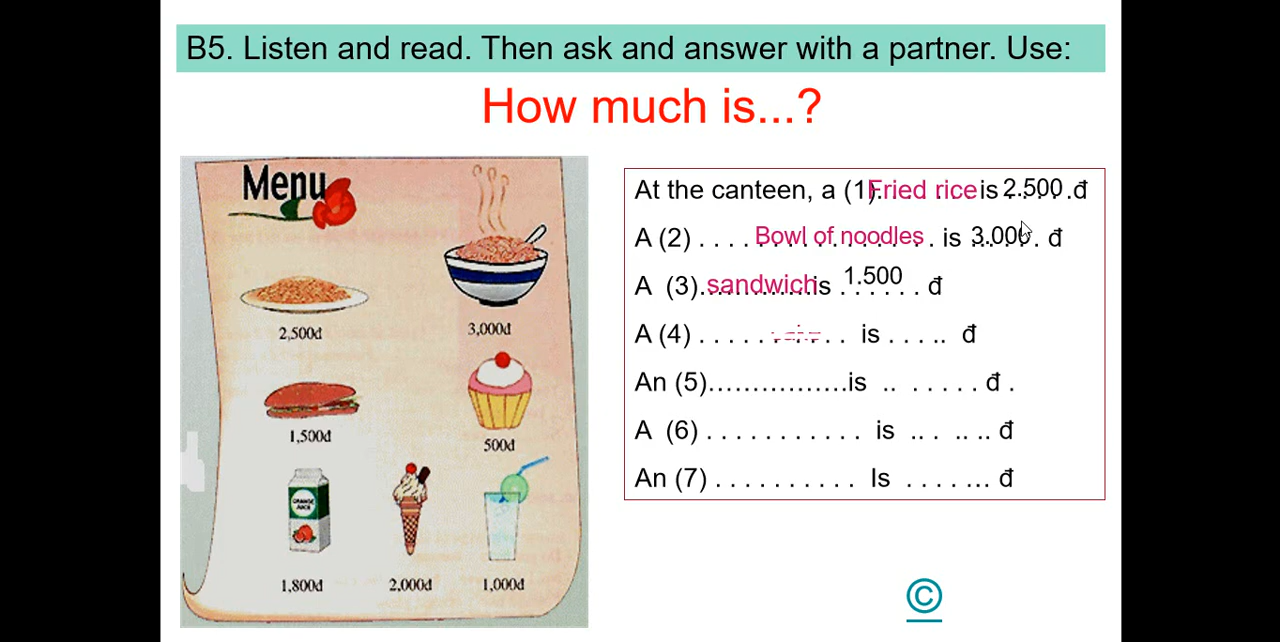 B5. Listen and read. Then ask and answer with a partner. Use:
How much is...?
Menu
2,500đ
3,000đ
1,500đ
500đ
ORANGE JUICE
1,800đ
2,000đ
1,000đ
At the canteen, a (1). Fried rice is 2.500 .đ
A (2) . . . . Bowl of noodles . is 3.000 . đ
A (3). sandwich is 1.500 . . . . . . đ
A (4) . . . . . . . . . . is . . . .. đ
An (5)................is .. . . . . . đ .
A (6) . . . . . . . . . . . is .. . .. .. đ
An (7) . . . . . . . . . . Is . . . . ... đ
©